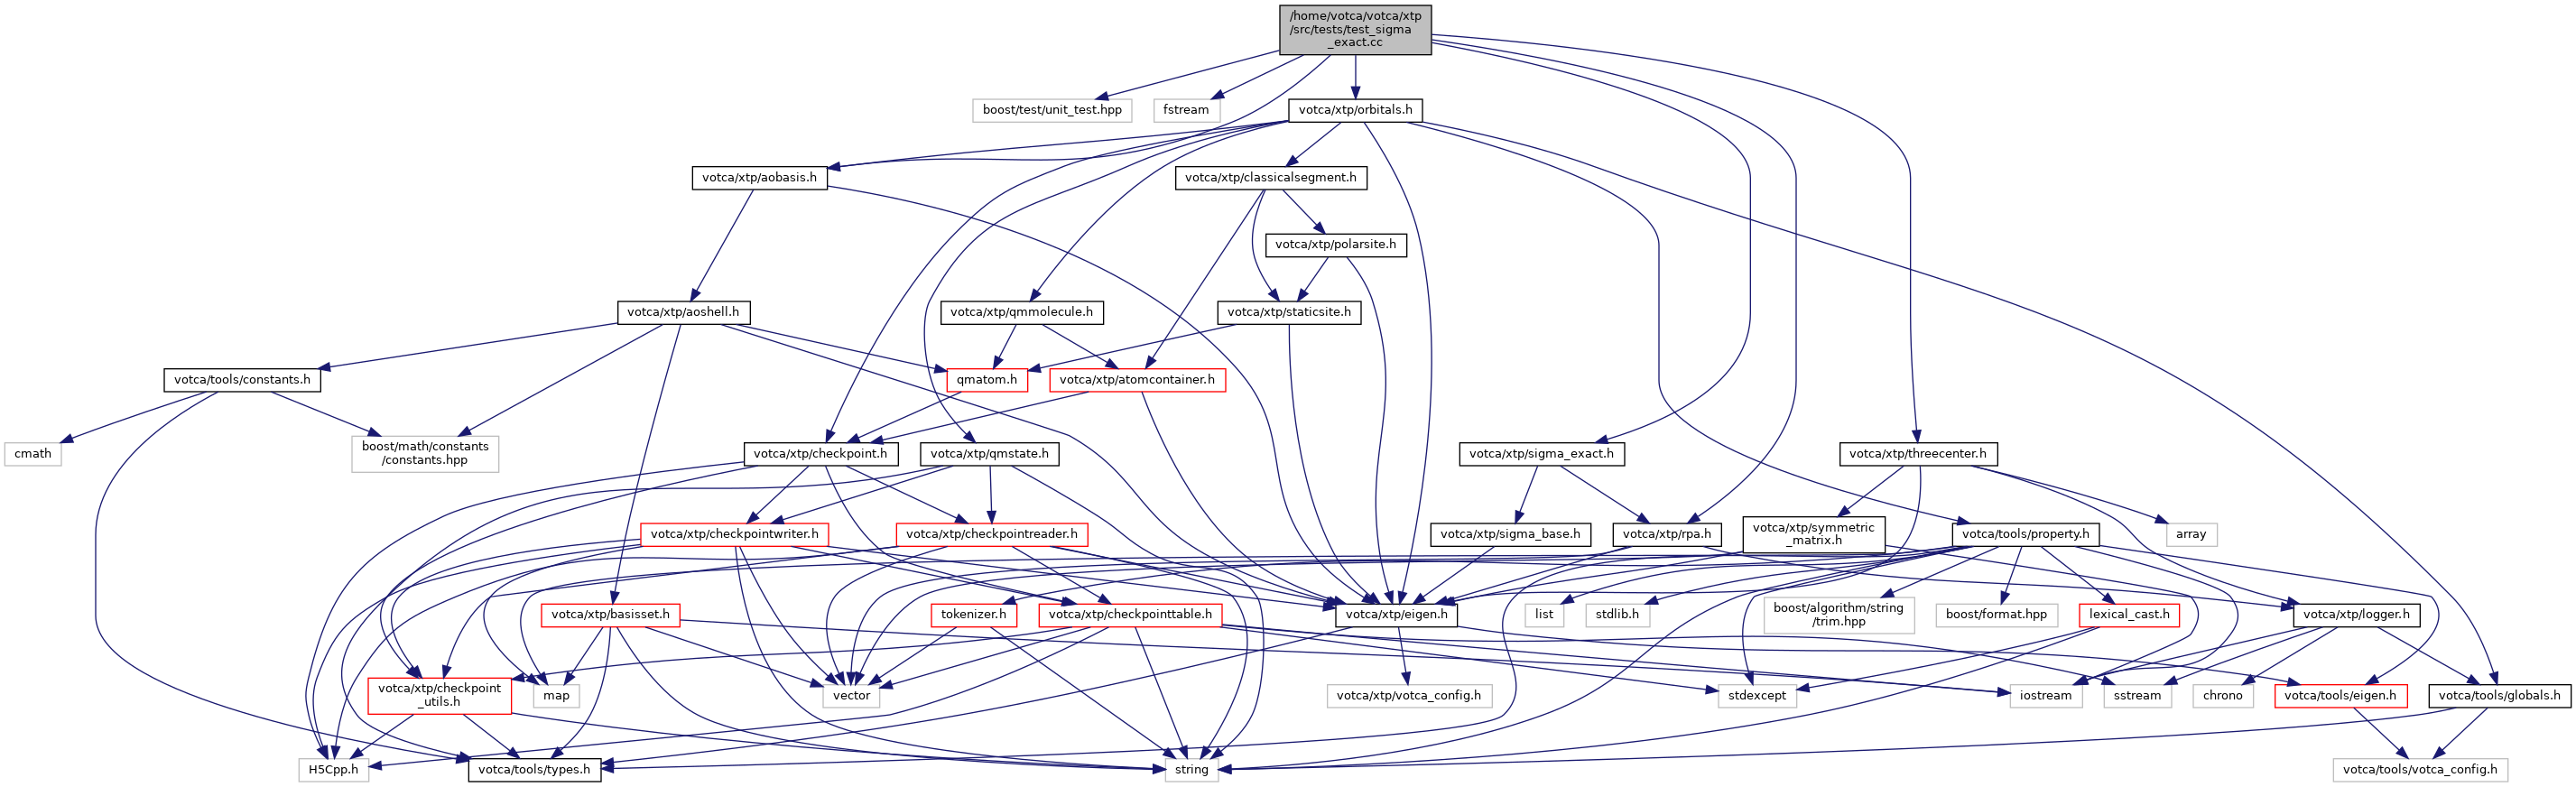 /home/votca/votca/xtp
/src/tests/test_sigma
_exact.cc
boost/test/unit_test.hpp
fstream
votca/xtp/orbitals.h
votca/xtp/aobasis.h
votca/xtp/classicalsegment.h
votca/xtp/polarsite.h
votca/xtp/aoshell.h
votca/xtp/qmmolecule.h
votca/xtp/staticsite.h
votca/tools/constants.h
qmatom.h
votca/xtp/atomcontainer.h
cmath
boost/math/constants
/constants.hpp
votca/xtp/checkpoint.h
votca/xtp/qmstate.h
votca/xtp/sigma_exact.h
votca/xtp/threecenter.h
votca/xtp/checkpointwriter.h
votca/xtp/checkpointreader.h
votca/xtp/sigma_base.h
votca/xtp/rpa.h
votca/xtp/symmetric
_matrix.h
votca/tools/property.h
array
votca/xtp/basisset.h
tokenizer.h
votca/xtp/checkpointtable.h
votca/xtp/eigen.h
list
stdlib.h
boost/algorithm/string
/trim.hpp
boost/format.hpp
lexical_cast.h
votca/xtp/logger.h
votca/xtp/checkpoint
_utils.h
map
vector
votca/xtp/votca_config.h
stdexcept
iostream
sstream
chrono
votca/tools/eigen.h
votca/tools/globals.h
H5Cpp.h
votca/tools/types.h
string
votca/tools/votca_config.h